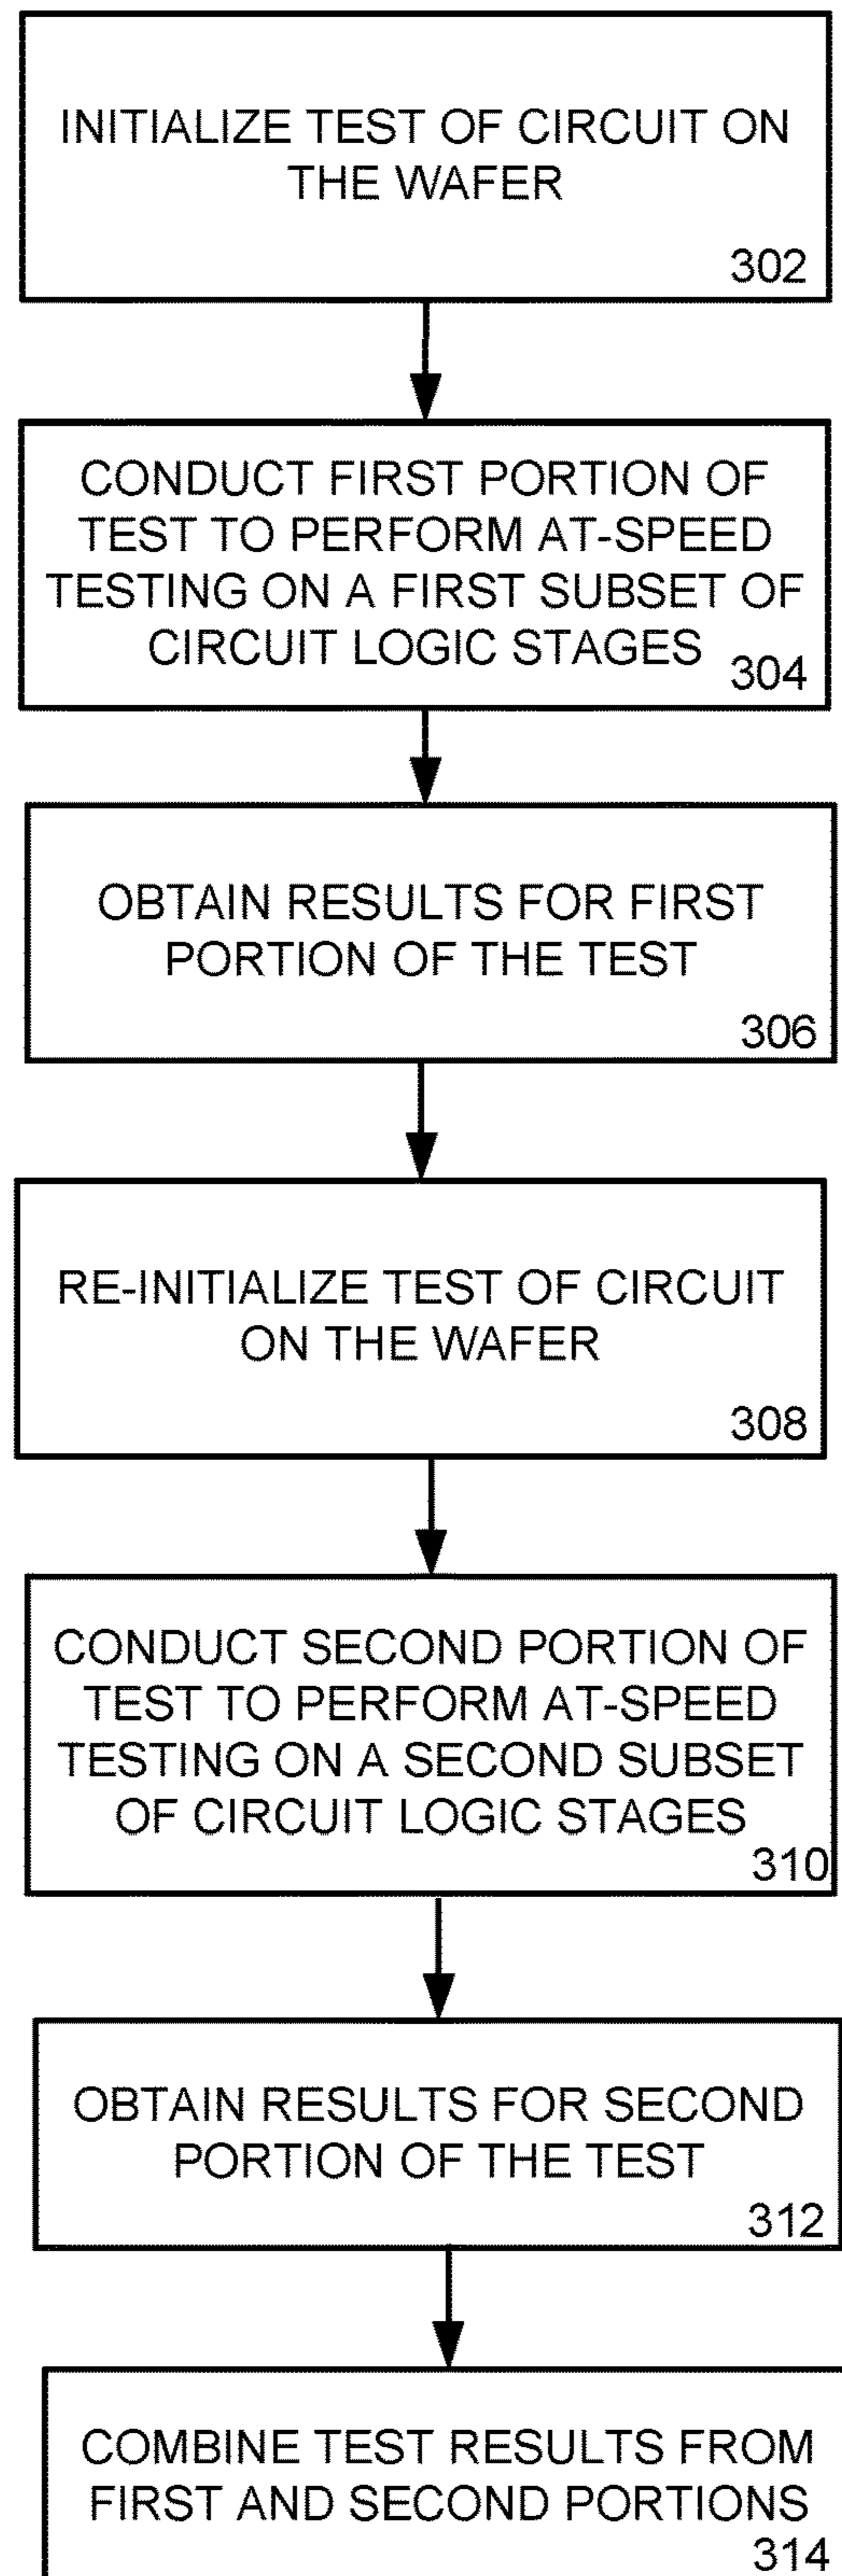 INITIALIZE TEST OF CIRCUIT ON
THE WAFER
302
CONDUCT FIRST PORTION OF
TEST TO PERFORM AT-SPEED
TESTING ON A FIRST SUBSET OF
CIRCUIT LOGIC STAGES
304
OBTAIN RESULTS FOR FIRST
PORTION OF THE TEST
306
RE-INITIALIZE TEST OF CIRCUIT
ON THE WAFER
308
CONDUCT SECOND PORTION OF
TEST TO PERFORM AT-SPEED
TESTING ON A SECOND SUBSET
OF CIRCUIT LOGIC STAGES
310
OBTAIN RESULTS FOR SECOND
PORTION OF THE TEST
312
COMBINE TEST RESULTS FROM
FIRST AND SECOND PORTIONS
314